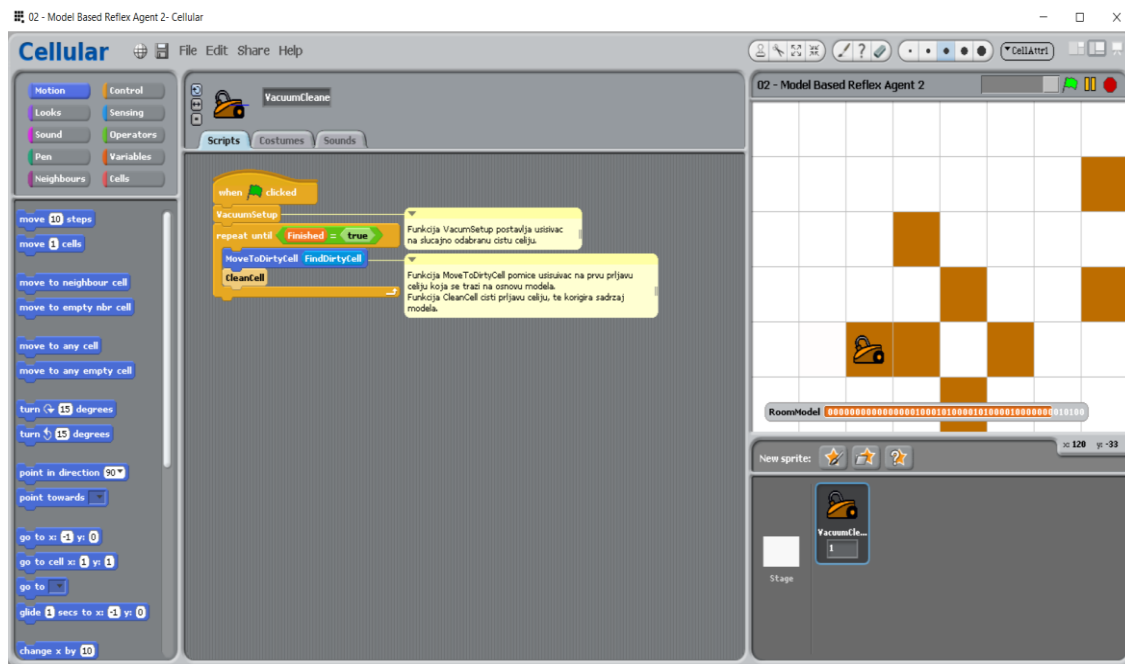 02 - Model Based Reflex Agent 2- Cellular
Cellular
File Edit Share Help
CellAttrl
Motion Control
Looks Sensing
Sound Operators
Pen Variables
Neighbours Cells
move 10 steps
move 1 cells
move to neighbour cell
move to empty nbr cell
move to any cell
move to any empty cell
turn 15 degrees
turn 15 degrees
point in direction 90
point towards
go to x: -1 y: 0
go to cell x: 1 y: 1
go to
glide 1 secs to x: -1 y: 0
change x by 10
VacuumCleane
Scripts Costumes Sounds
when clicked
VacuumSetup
repeat until Finished = true
MoveToDirtyCell FindDirtyCell
CleanCell
Funkcija VacumSetup postavlja usisivac
na slucajno odabranu cistu celiju.
Funkcija MoveToDirtyCell pomice usisuivac na prvu prljavu
celiju koja se trazi na osnovu modela.
Funkcija CleanCell cisti prljavu celiju, te korigira sadrzaj
modela.
02 - Model Based Reflex Agent 2
RoomModel
x: 120 y: -33
New sprite:
VacuumCle...
1
Stage